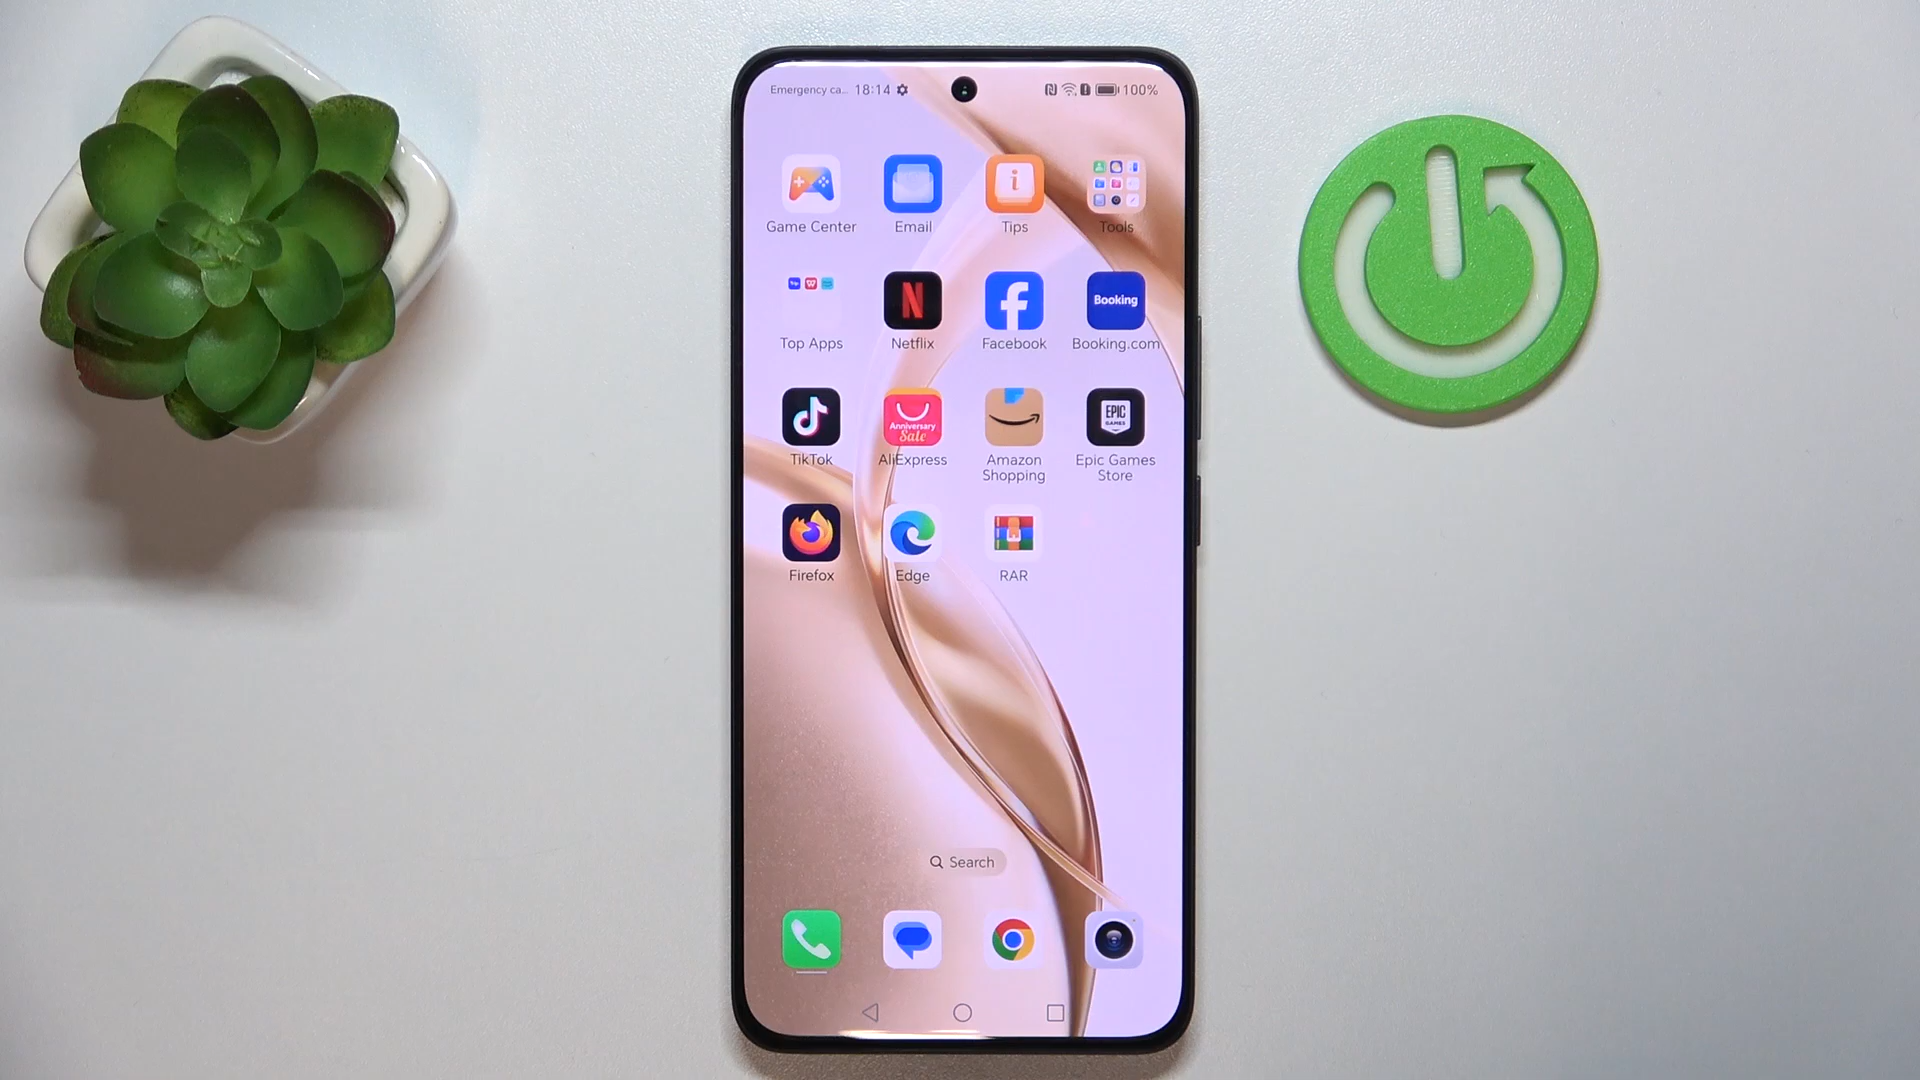 Emergency ca... 18:14 100%
Game Center Email Tips Tools
Booking
Top Apps Netflix Facebook Booking.com
Anniversary
Sale
EPIC
GAMES
TikTok AliExpress Amazon Shopping Epic Games Store
Firefox Edge RAR
Search